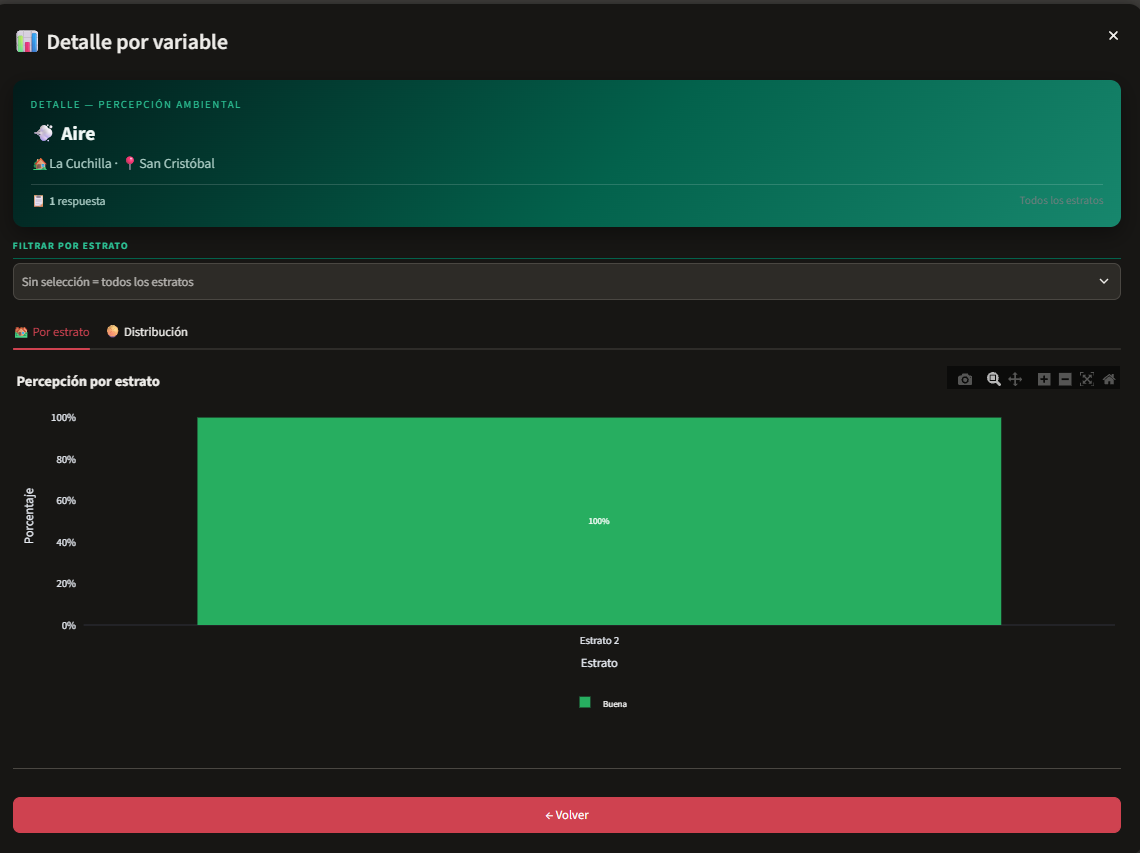 Detalle por variable
DETALLE — PERCEPCIÓN AMBIENTAL
Aire
La Cuchilla · San Cristóbal
1 respuesta
Todos los estratos
FILTRAR POR ESTRATO
Sin selección = todos los estratos
Por estrato Distribución
Percepción por estrato
100%
80%
60%
40%
20%
0%
Porcentaje
100%
Estrato 2
Estrato
Buena
← Volver